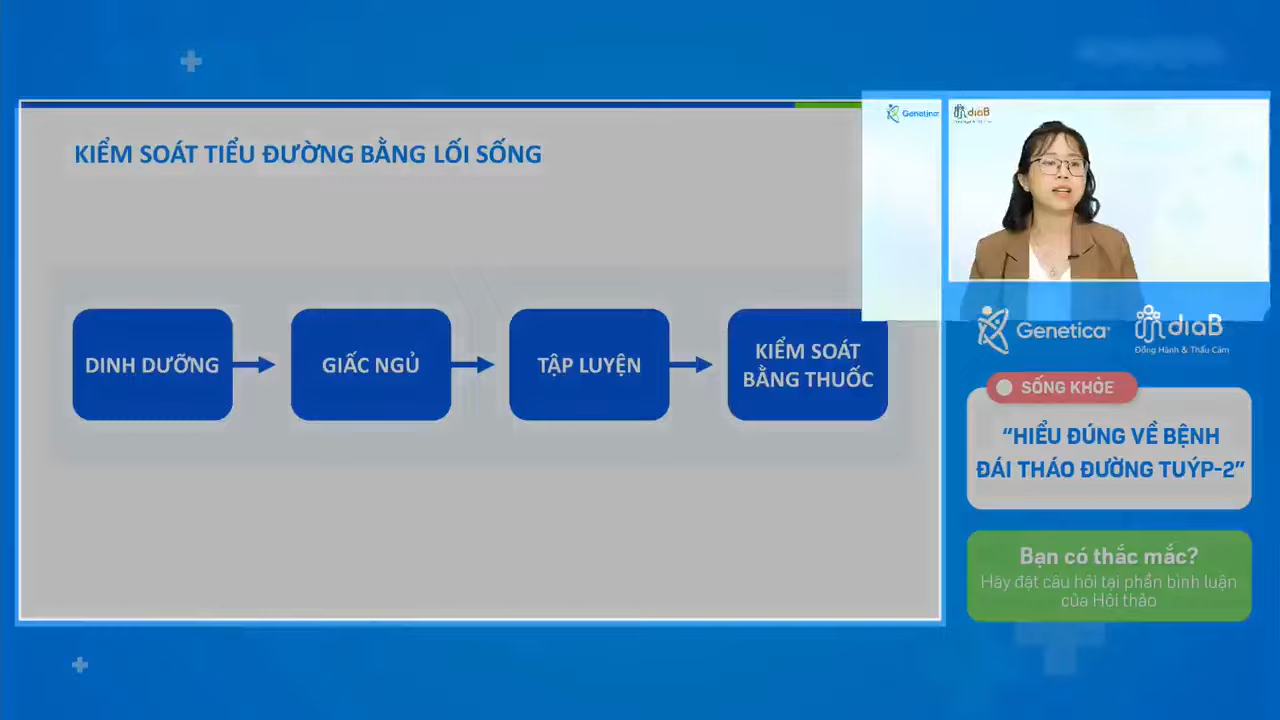 KIỂM SOÁT TIỂU ĐƯỜNG BẰNG LỐI SỐNG
DINH DƯỠNG
GIẤC NGỦ
TẬP LUYỆN
KIỂM SOÁT
BẰNG THUỐC
Genetica
diaB
Genetica
diaB
Đồng Hành & Thấu Cảm
SỐNG KHỎE
“HIỂU ĐÚNG VỀ BỆNH
ĐÁI THÁO ĐƯỜNG TUÝP-2”
Bạn có thắc mắc?
Hãy đặt câu hỏi tại phần bình luận
của Hội thảo